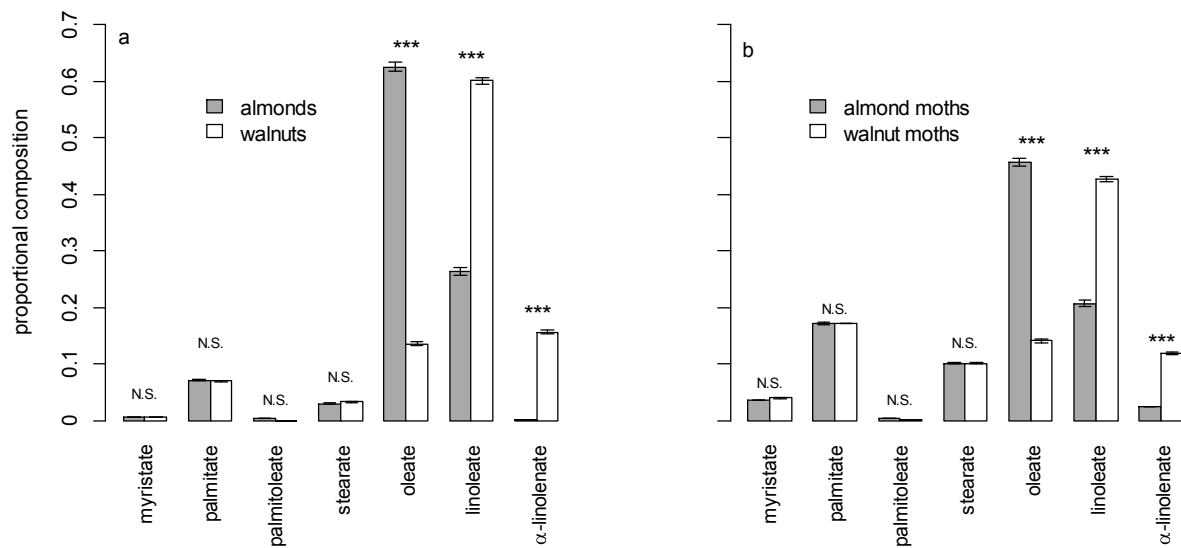 a
b
proportional composition
0.7
0.6
0.5
0.4
0.3
0.2
0.1
0
almonds
walnuts
almond moths
walnut moths
N.S.
N.S.
N.S.
N.S.
***
***
***
N.S.
N.S.
N.S.
N.S.
***
***
***
myristate
palmitate
palmitoleate
stearate
oleate
linoleate
α-linolenate
myristate
palmitate
palmitoleate
stearate
oleate
linoleate
α-linolenate